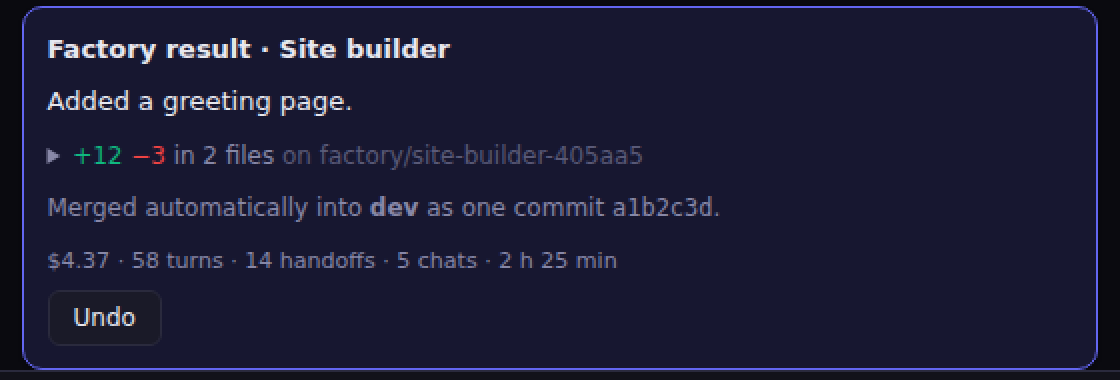 Factory result · Site builder
Added a greeting page.
+12 −3 in 2 files on factory/site-builder-405aa5
Merged automatically into dev as one commit a1b2c3d.
$4.37 · 58 turns · 14 handoffs · 5 chats · 2 h 25 min
Undo